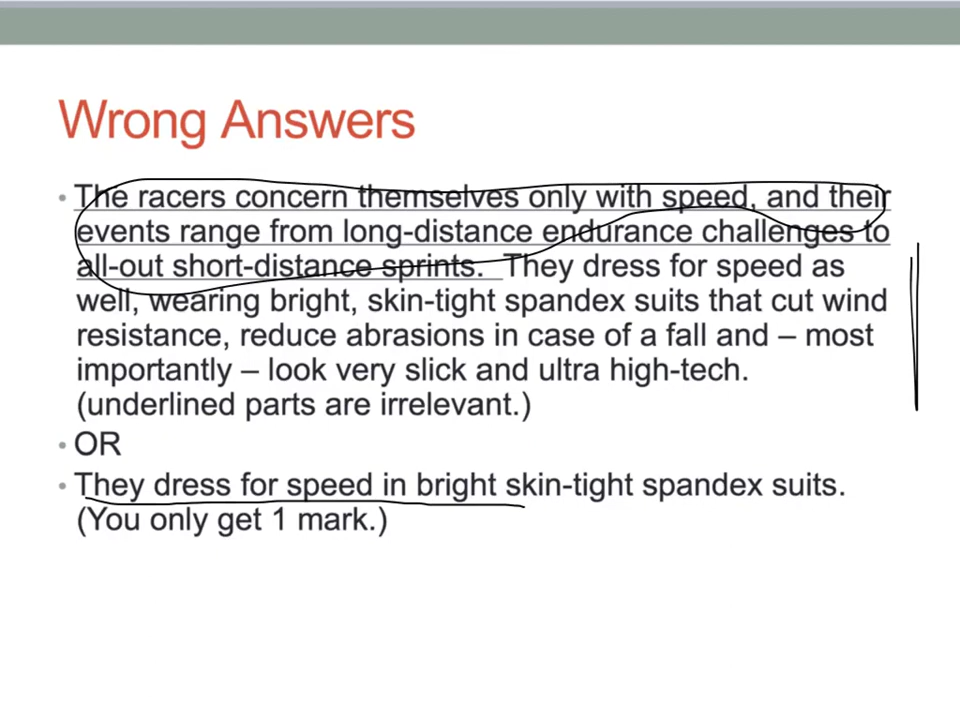 Wrong Answers
• The racers concern themselves only with speed, and their
events range from long-distance endurance challenges to
all-out short-distance sprints. They dress for speed as
well, wearing bright, skin-tight spandex suits that cut wind
resistance, reduce abrasions in case of a fall and – most
importantly – look very slick and ultra high-tech.
(underlined parts are irrelevant.)
• OR
• They dress for speed in bright skin-tight spandex suits.
(You only get 1 mark.)